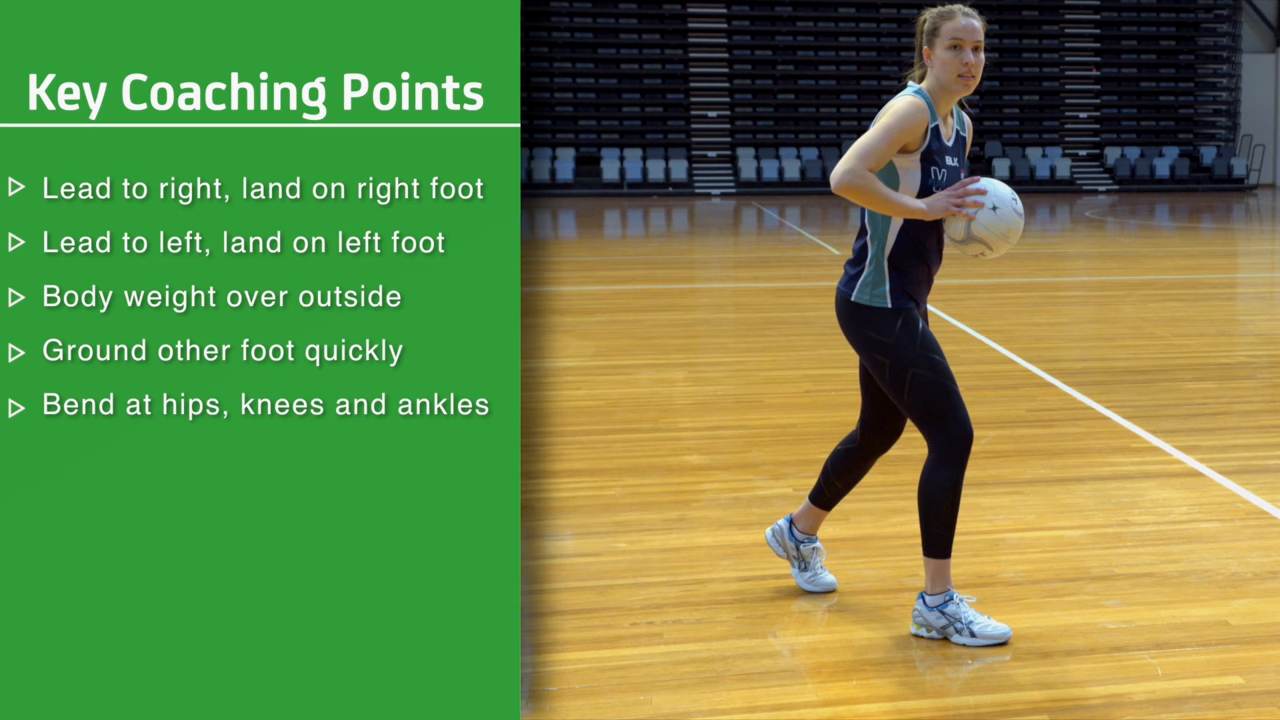 Key Coaching Points
Lead to right, land on right foot
Lead to left, land on left foot
Body weight over outside
Ground other foot quickly
Bend at hips, knees and ankles
BLK